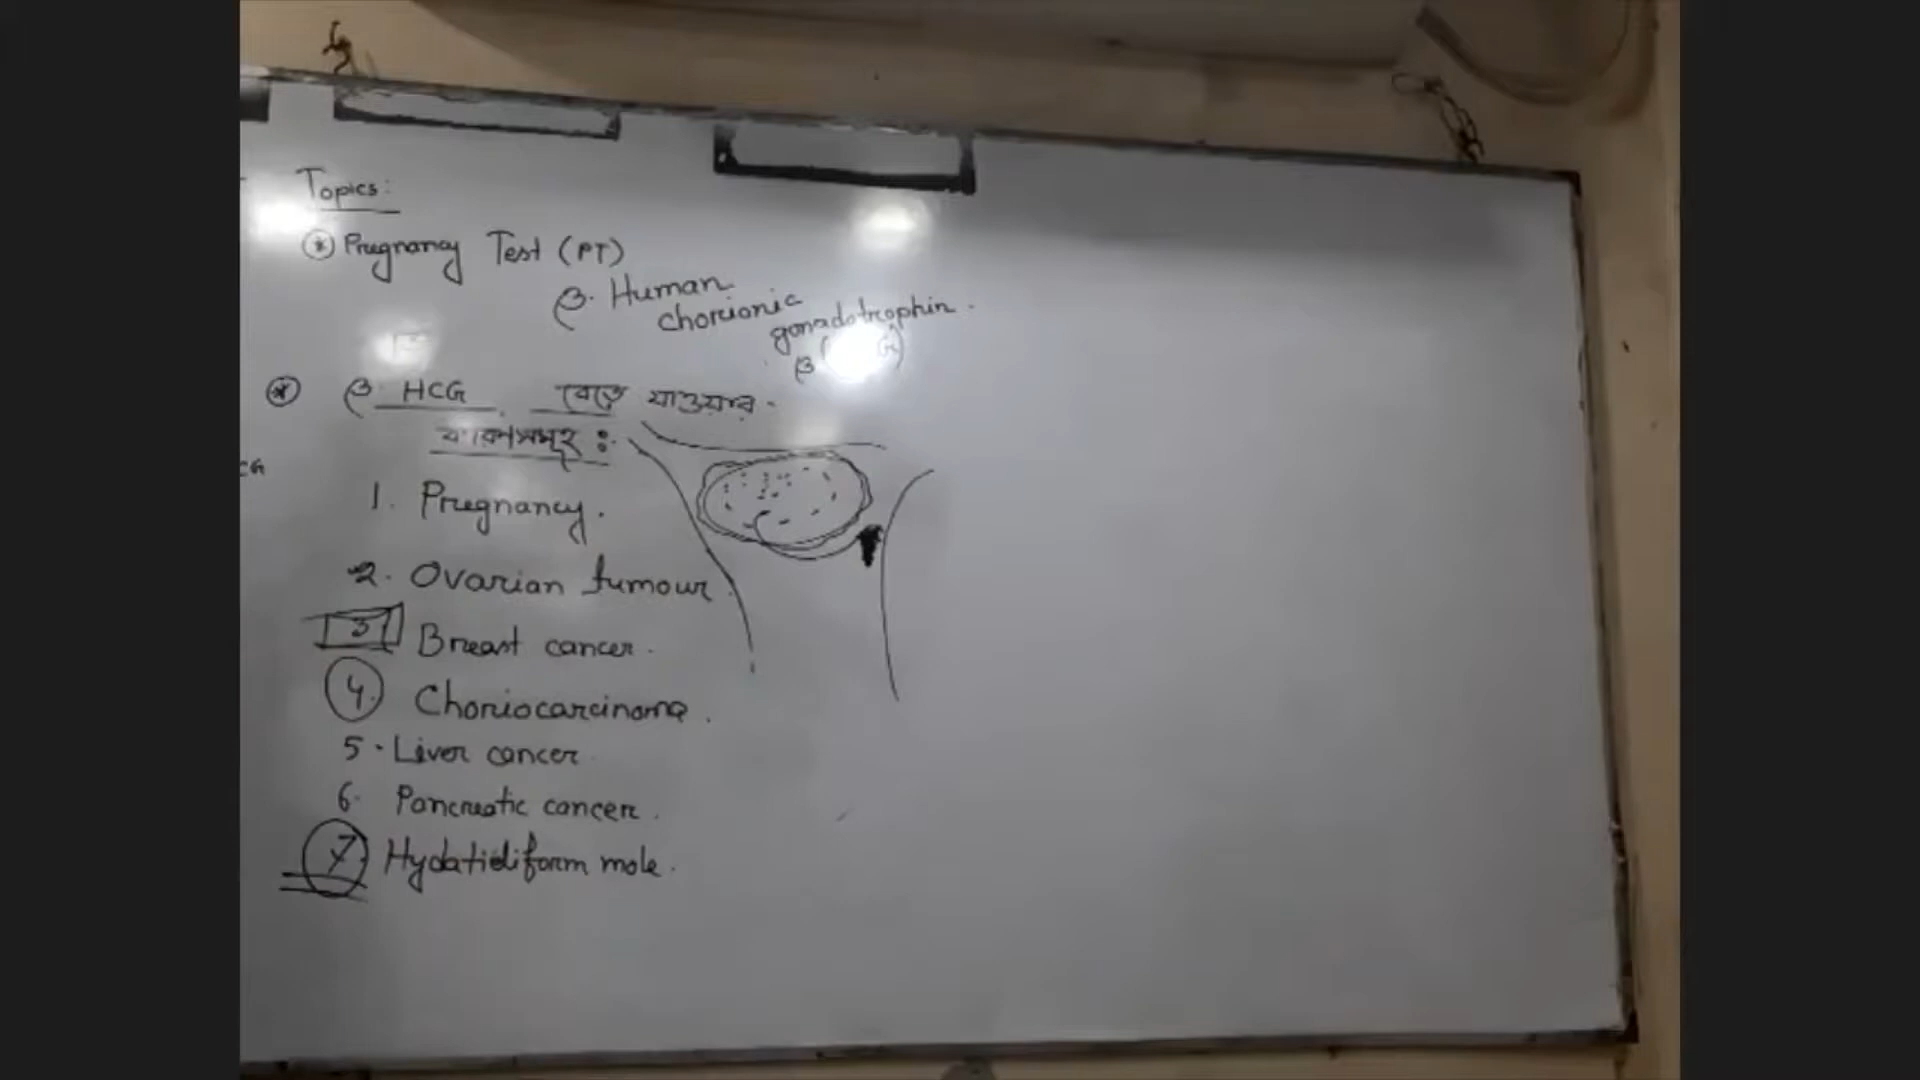 Topics:
* Pregnancy Test (PT)
β. Human
chorionic
gonadotrophin.
β
* β HCG বেড়ে যাওয়ার
কারণসমূহ :
CG
1. Pregnancy.
2. Ovarian tumour.
3 Breast cancer.
4. Choriocarcinoma.
5. Liver cancer
6. Pancreatic cancer.
7 Hydatidiform mole.